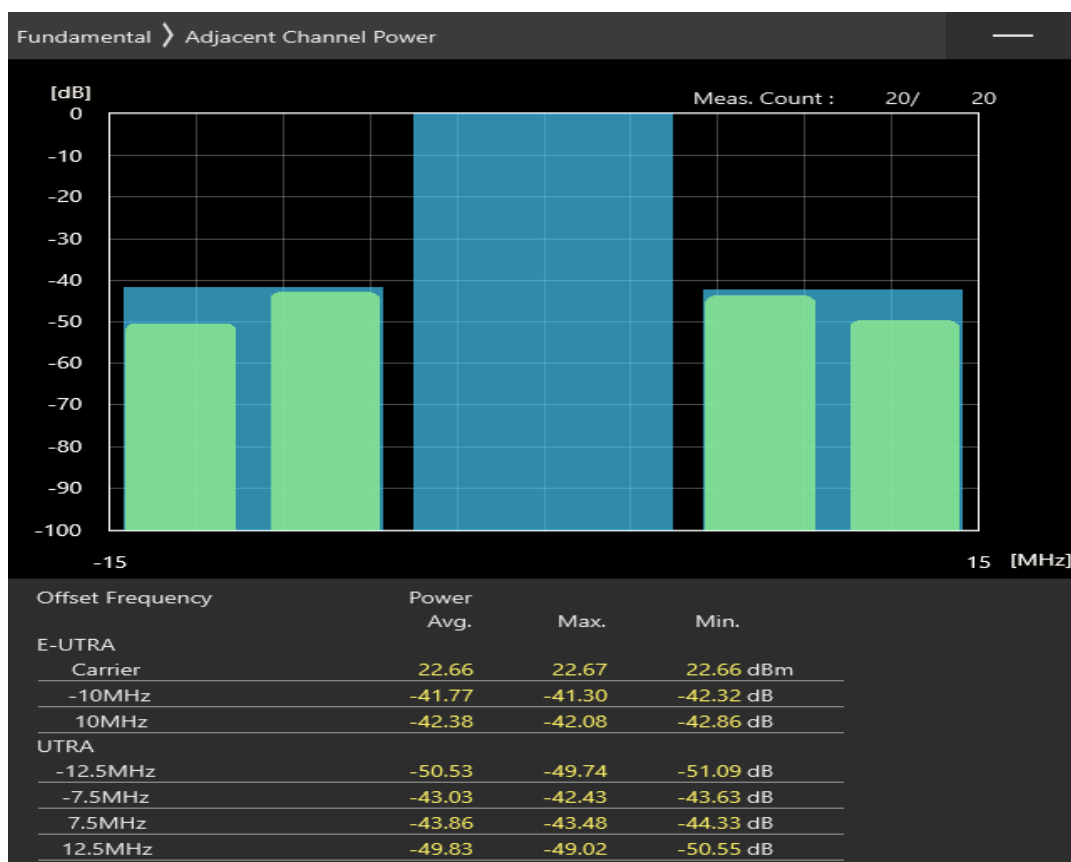 Fundamental ❯ Adjacent Channel Power
[dB]
Meas. Count : 20/ 20
0
-10
-20
-30
-40
-50
-60
-70
-80
-90
-100
-15 15 [MHz]
Offset Frequency Power
Avg. Max. Min.
E-UTRA
Carrier 22.66 22.67 22.66 dBm
-10MHz -41.77 -41.30 -42.32 dB
10MHz -42.38 -42.08 -42.86 dB
UTRA
-12.5MHz -50.53 -49.74 -51.09 dB
-7.5MHz -43.03 -42.43 -43.63 dB
7.5MHz -43.86 -43.48 -44.33 dB
12.5MHz -49.83 -49.02 -50.55 dB